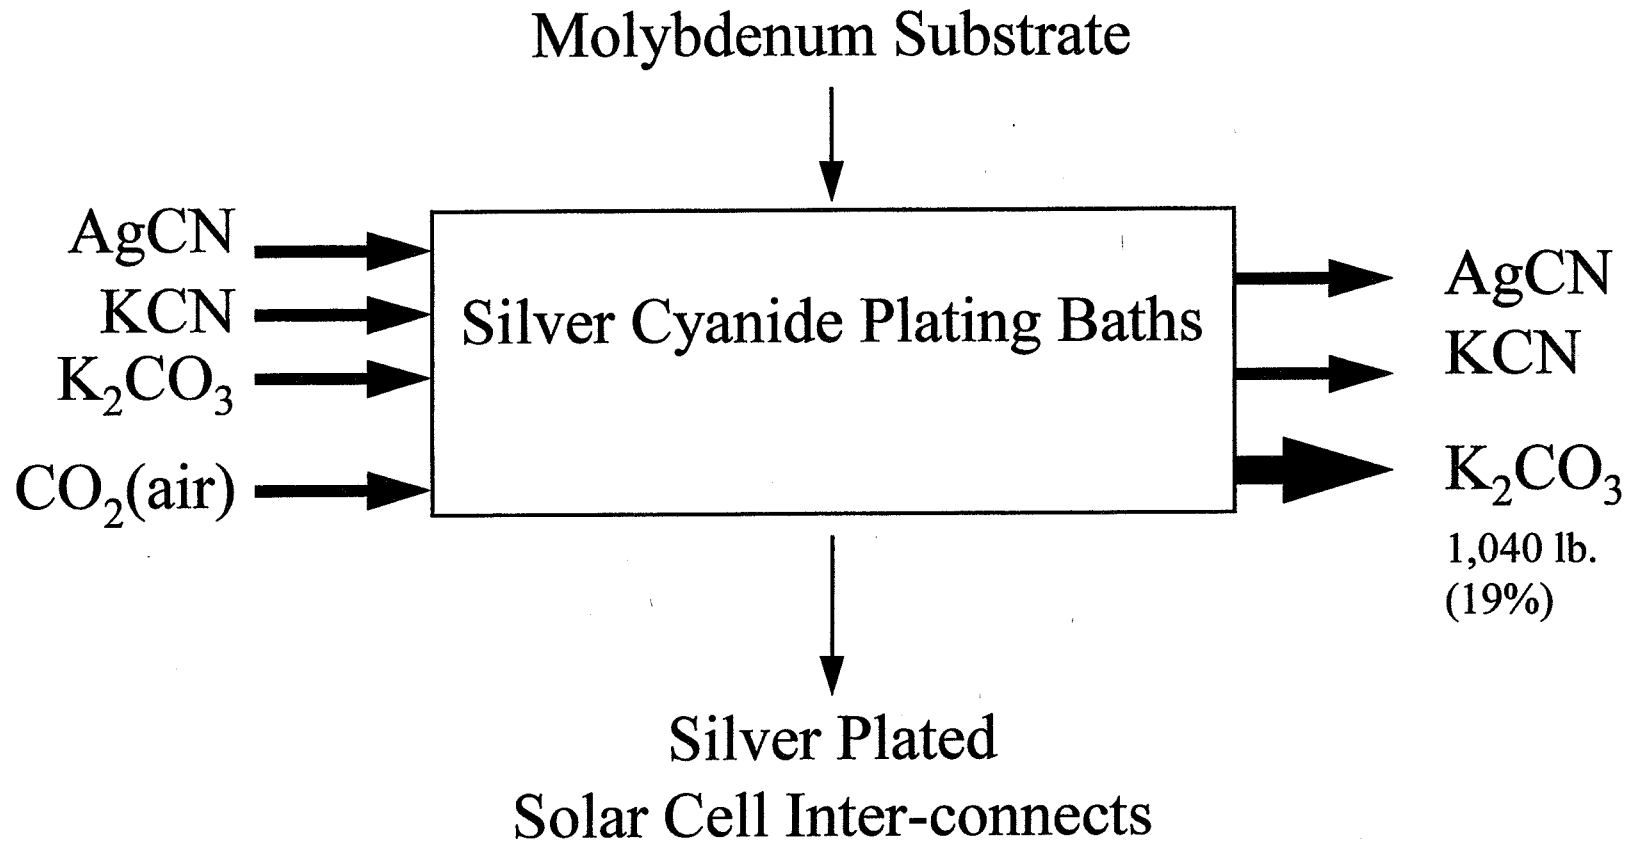 Molybdenum Substrate
AgCN
KCN
K₂CO₃
CO₂(air)
Silver Cyanide Plating Baths
AgCN
KCN
K₂CO₃
1,040 lb.
(19%)
Silver Plated
Solar Cell Inter-connects